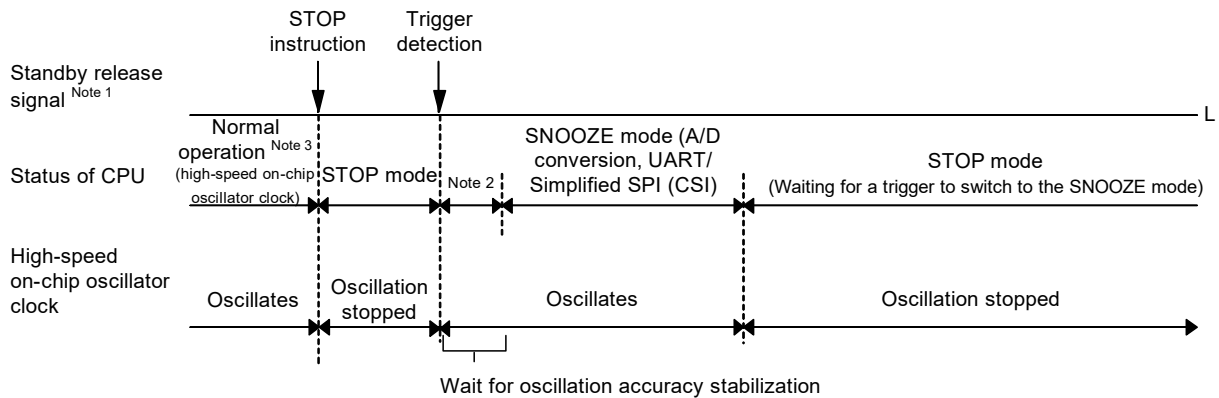 STOP
instruction
Trigger
detection
Standby release
signal Note 1
L
Status of CPU
Normal
operation Note 3
(high-speed on-chip
oscillator clock)
STOP mode
Note 2
SNOOZE mode (A/D
conversion, UART/
Simplified SPI (CSI)
STOP mode
(Waiting for a trigger to switch to the SNOOZE mode)
High-speed
on-chip oscillator
clock
Oscillates
Oscillation
stopped
Oscillates
Oscillation stopped
Wait for oscillation accuracy stabilization